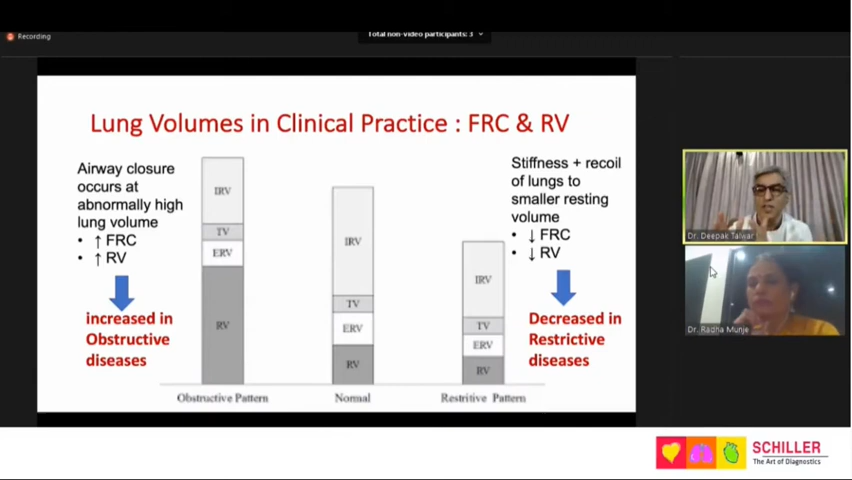 Total non-video participants: 3
Recording
Lung Volumes in Clinical Practice : FRC & RV
Airway closure
occurs at
abnormally high
lung volume
• ↑ FRC
• ↑ RV
increased in
Obstructive
diseases
IRV
TV
ERV
RV
Obstructive Pattern
IRV
TV
ERV
RV
Normal
IRV
TV
ERV
RV
Restritive Pattern
Stiffness + recoil
of lungs to
smaller resting
volume
• ↓ FRC
• ↓ RV
Decreased in
Restrictive
diseases
Dr. Deepak Talwar
Dr. Radha Munje
SCHILLER
The Art of Diagnostics